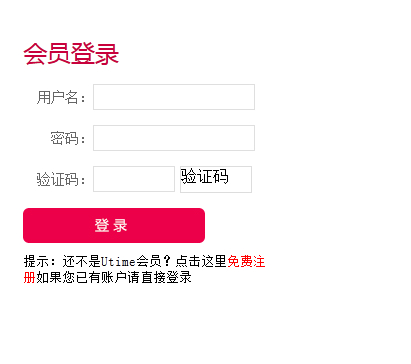 会员登录
用户名：
密码：
验证码： 验证码
登 录
提示：还不是Utime会员？点击这里免费注
册如果您已有账户请直接登录